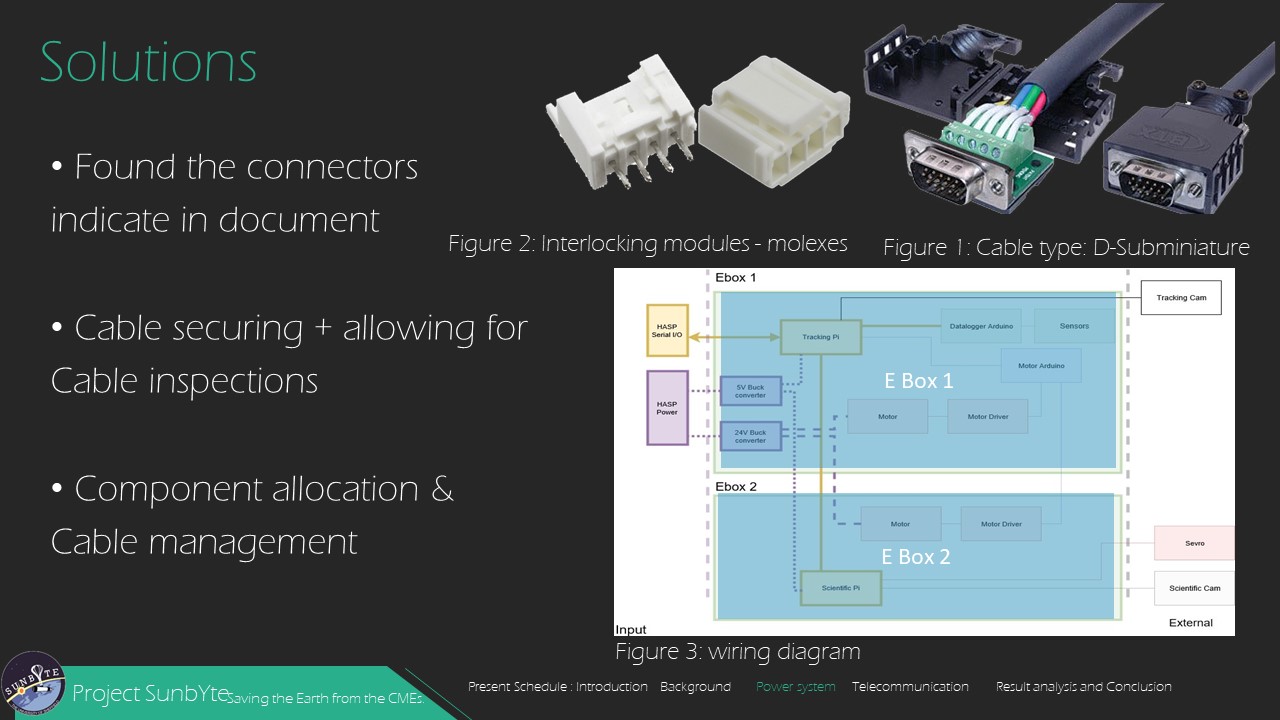 Solutions
• Found the connectors
indicate in document
• Cable securing + allowing for
Cable inspections
• Component allocation &
Cable management
Figure 2: Interlocking modules - molexes
Figure 1: Cable type: D-Subminiature
Ebox 1
Tracking Cam
HASP
Serial I/O
Tracking Pi
Datalogger Arduino
Sensors
Motor Arduino
E Box 1
HASP
Power
5V Buck
converter
Motor
Motor Driver
24V Buck
converter
Ebox 2
Motor
Motor Driver
E Box 2
Sevro
Scientific Pi
Scientific Cam
External
Input
Figure 3: wiring diagram
SUNBYTE
Project SunbYte
Saving the Earth from the CMEs.
Present Schedule : Introduction Background Power system Telecommunication Result analysis and Conclusion